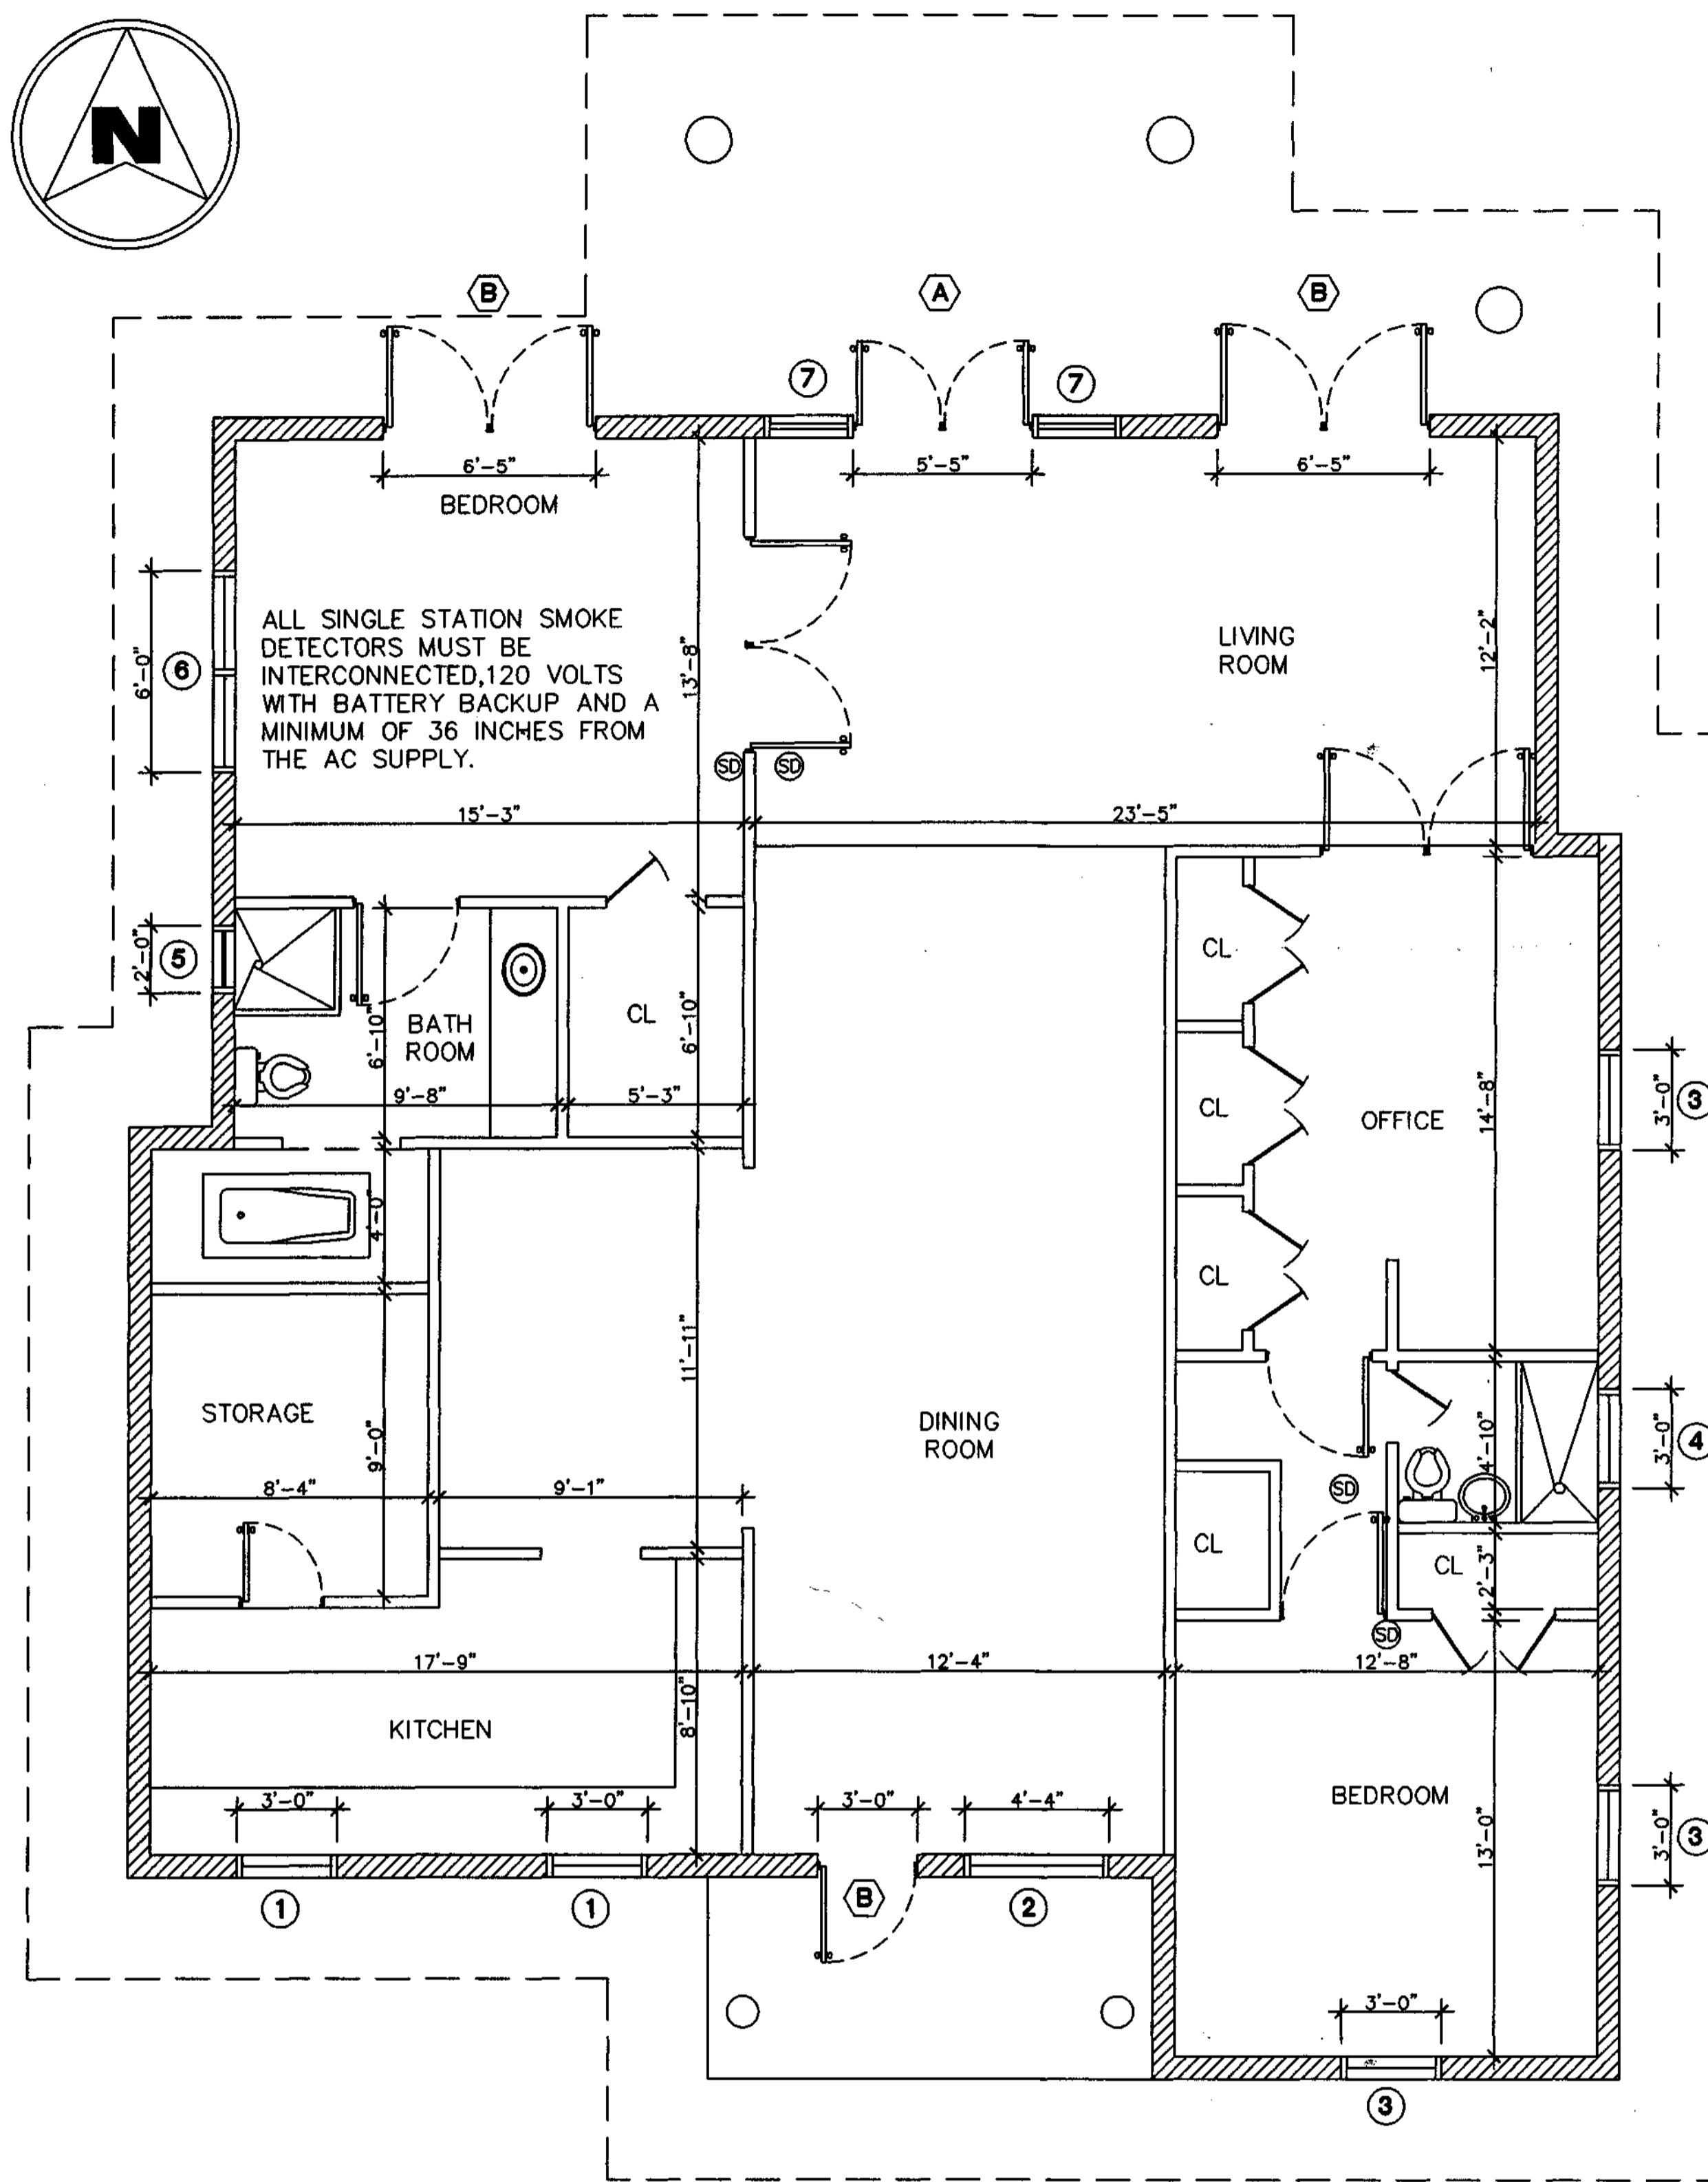 N
B
A
B
7
7
6'-5"
5'-5"
6'-5"
BEDROOM
6'-0"
6
ALL SINGLE STATION SMOKE
DETECTORS MUST BE
INTERCONNECTED,120 VOLTS
WITH BATTERY BACKUP AND A
MINIMUM OF 36 INCHES FROM
THE AC SUPPLY.
13'-8"
LIVING
ROOM
12'-2"
SD
SD
15'-3"
23'-5"
2'-0"
5
CL
CL
BATH
ROOM
6'-10"
6'-10"
9'-8"
5'-3"
CL
OFFICE
14'-8"
3'-0"
3
4'-0"
CL
11'-11"
STORAGE
9'-0"
DINING
ROOM
4'-10"
3'-0"
4
8'-4"
9'-1"
SD
CL
CL
2'-3"
SD
17'-9"
12'-4"
12'-8"
8'-10"
KITCHEN
BEDROOM
3'-0"
3'-0"
3'-0"
4'-4"
13'-0"
3'-0"
3
1
1
B
2
3'-0"
3